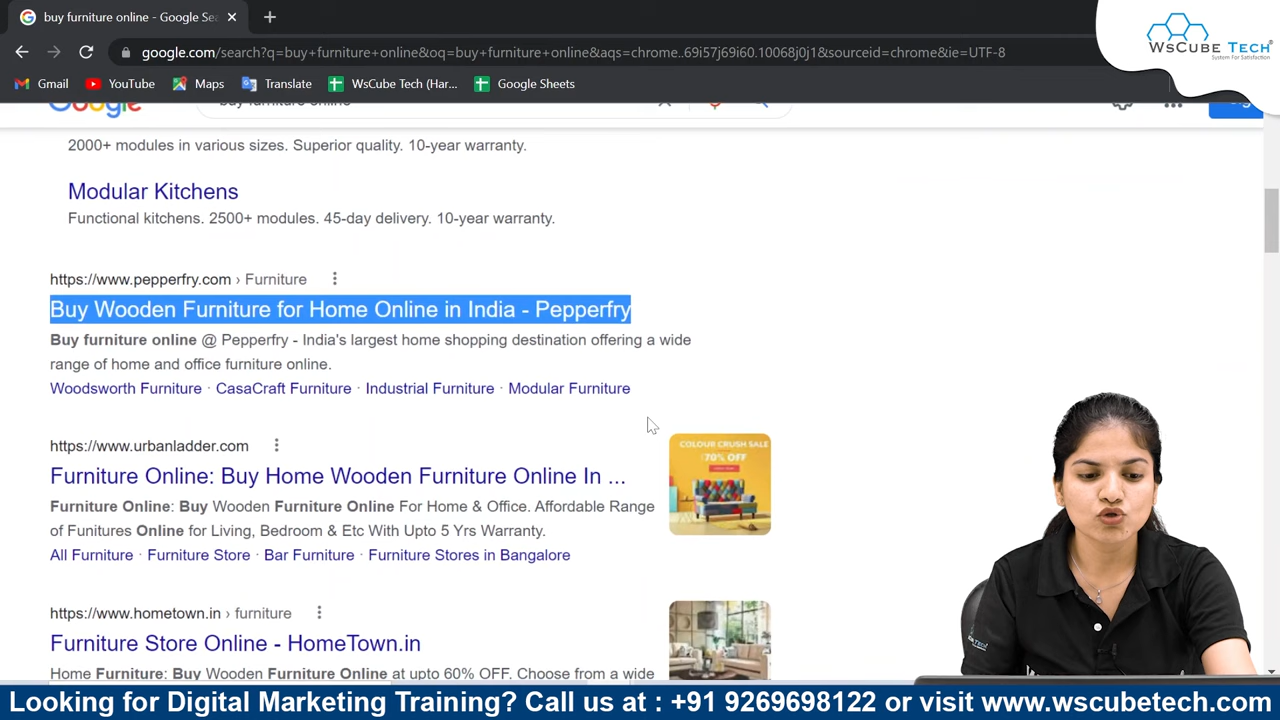 buy furniture online - Google Sea
WsCube Tech
System For Satisfaction
google.com/search?q=buy+furniture+online&oq=buy+furniture+online&aqs=chrome..69i57j69i60.10068j0j1&sourceid=chrome&ie=UTF-8
Gmail YouTube Maps Translate WsCube Tech (Har... Google Sheets
Google buy furniture online
2000+ modules in various sizes. Superior quality. 10-year warranty.
Modular Kitchens
Functional kitchens. 2500+ modules. 45-day delivery. 10-year warranty.
https://www.pepperfry.com › Furniture
Buy Wooden Furniture for Home Online in India - Pepperfry
Buy furniture online @ Pepperfry - India's largest home shopping destination offering a wide
range of home and office furniture online.
Woodsworth Furniture · CasaCraft Furniture · Industrial Furniture · Modular Furniture
https://www.urbanladder.com
Furniture Online: Buy Home Wooden Furniture Online In ...
Furniture Online: Buy Wooden Furniture Online For Home & Office. Affordable Range
of Funitures Online for Living, Bedroom & Etc With Upto 5 Yrs Warranty.
All Furniture · Furniture Store · Bar Furniture · Furniture Stores in Bangalore
COLOUR CRUSH SALE
70% OFF
https://www.hometown.in › furniture
Furniture Store Online - HomeTown.in
Home Furniture: Buy Wooden Furniture Online at upto 60% OFF. Choose from a wide
Looking for Digital Marketing Training? Call us at : +91 9269698122 or visit www.wscubetech.com